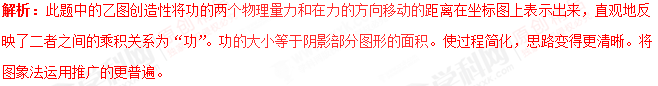 解析：此题中的乙图创造性将功的两个物理量力和在力的方向移动的距离在坐标图上表示出来，直观地反
映了二者之间的乘积关系为“功”。功的大小等于阴影部分图形的面积。使过程简化，思路变得更清晰。将
图象法运用推广的更普遍。